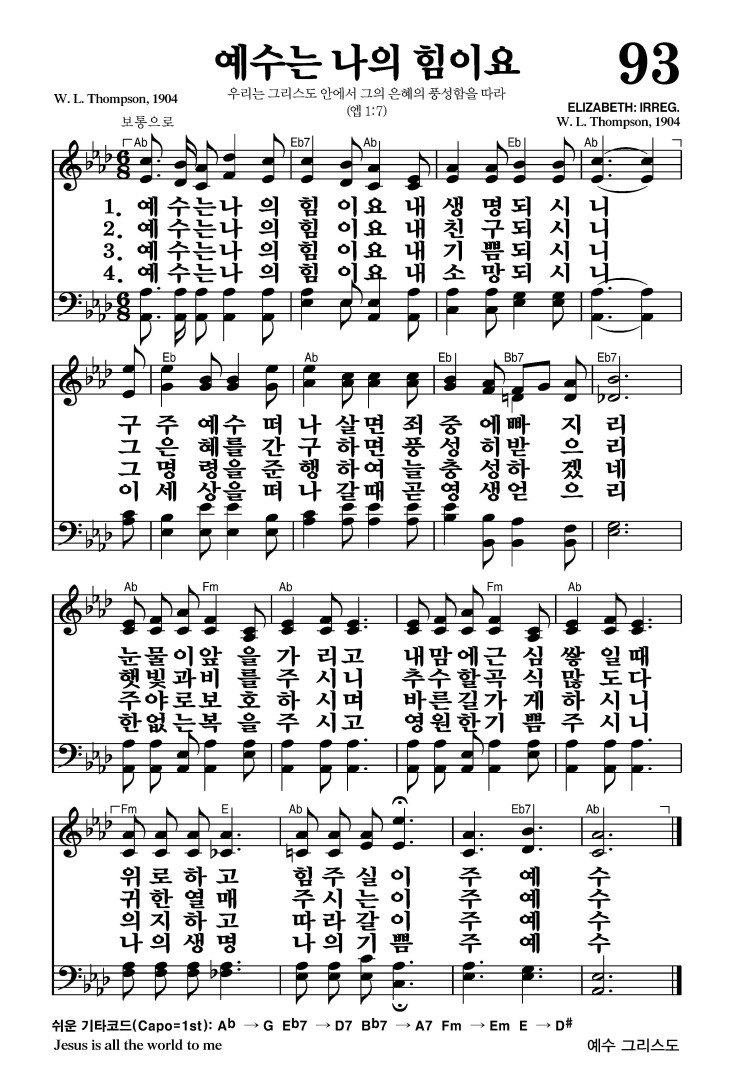 예수는 나의 힘이요
93
W. L. Thompson, 1904
우리는 그리스도 안에서 그의 은혜의 풍성함을 따라
(엡 1:7)
ELIZABETH: IRREG.
W. L. Thompson, 1904
보통으로
Ab Eb7 Ab Eb Ab
6 8
1. 예 수는나 의 힘 이요 내 생 명되 시 니
2. 예 수는나 의 힘 이요 내 친 구되 시 니
3. 예 수는나 의 힘 이요 내 기 쁨되 시 니
4. 예 수는나 의 힘 이요 내 소 망되 시 니
6 8
Eb Ab Eb Bb7 Eb7
구 주 예수 떠 나 살면 죄 중 에빠 지 리
그 은 혜를 간 구 하면 풍 성 히받 으 리
그 명 령을 준 행 하여 늘 충 성하 겠 네
이 세 상을 떠 나 갈때 곧 영 생얻 으 리
Ab Fm Ab Fm Ab
눈 물 이 앞 을 가 리 고 내 맘 에 근 심 쌓 일 때
햇 빛 과 비 를 주 시 니 추 수 할 곡 식 많 도 다
주 야 로 보 호 하 시 며 바 른 길 가 게 하 시 니
한 없 는 복 을 주 시 고 영 원 한 기 쁨 주 시 니
Fm E Ab Eb7 Ab
위 로 하 고 힘 주 실 이 주 예 수
귀 한 열 매 주 시 는 이 주 예 수
의 지 하 고 따 라 갈 이 주 예 수
나 의 생 명 나 의 기 쁨 주 예 수
쉬운 기타코드(Capo=1st): Ab → G Eb7 → D7 Bb7 → A7 Fm → Em E → D#
Jesus is all the world to me
예수 그리스도